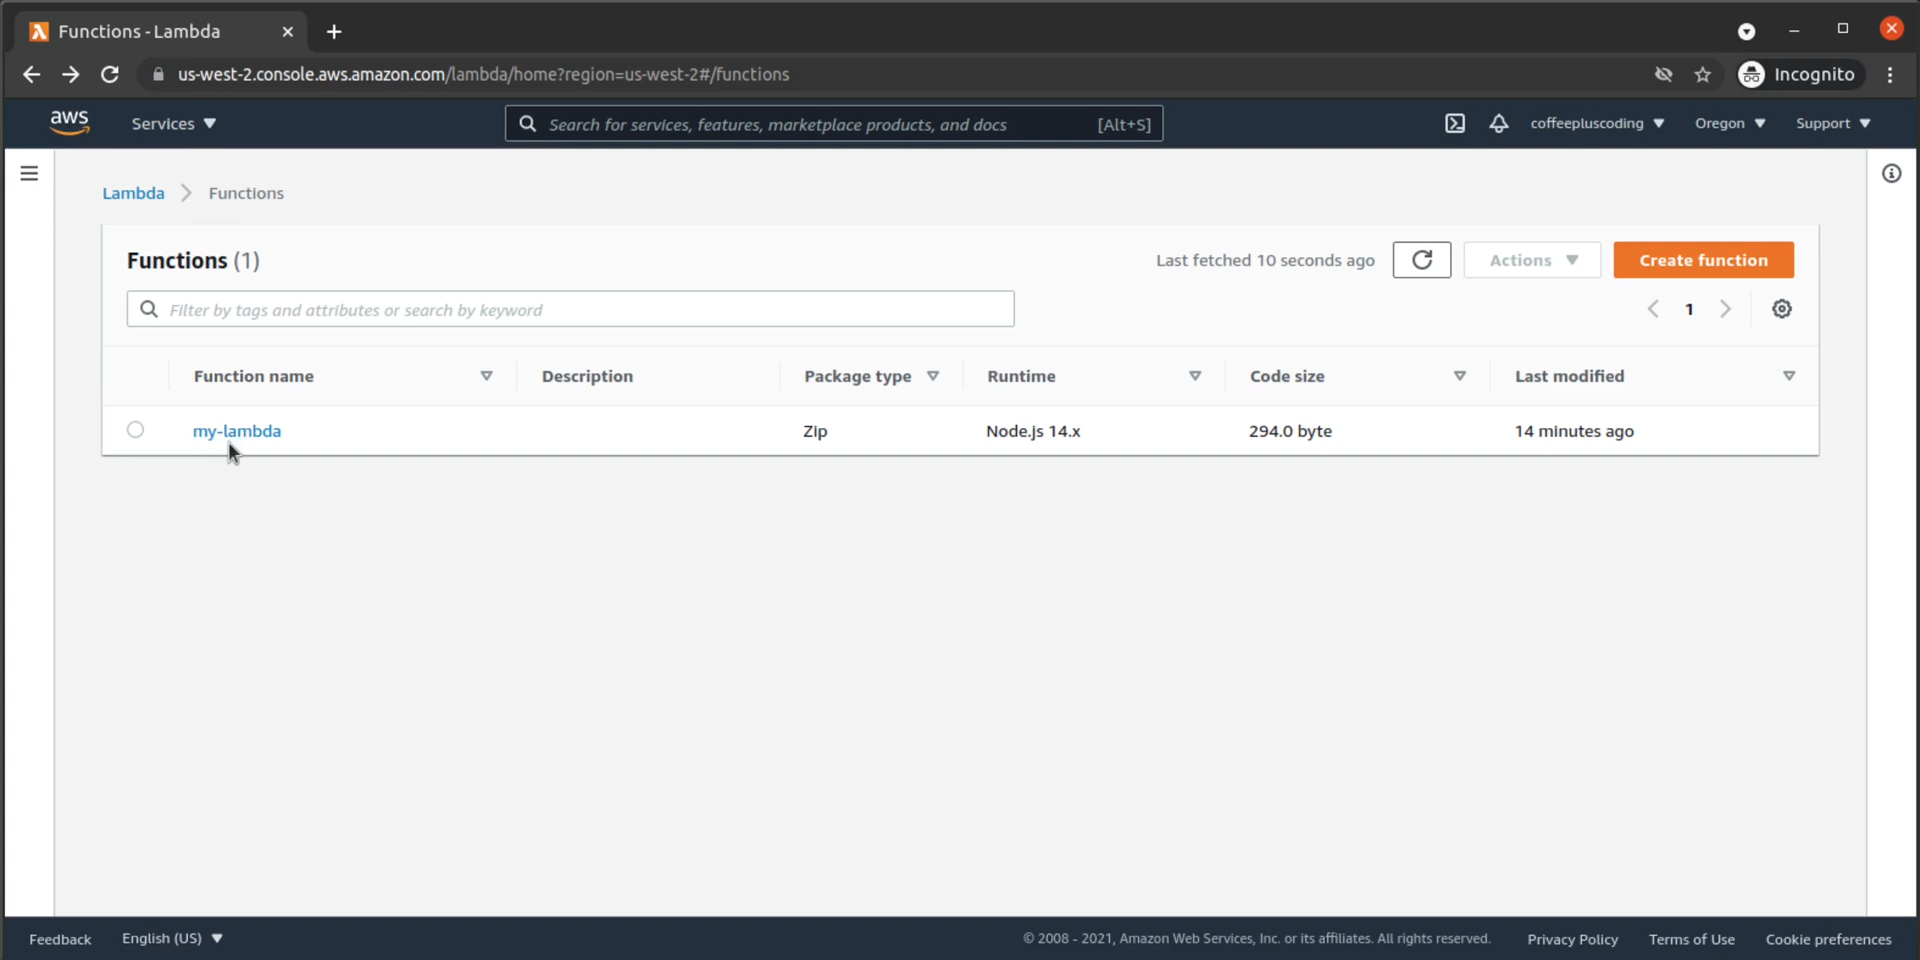 Functions - Lambda
us-west-2.console.aws.amazon.com/lambda/home?region=us-west-2#/functions
Incognito
aws
Services
Search for services, features, marketplace products, and docs
[Alt+S]
coffeepluscoding
Oregon
Support
Lambda
Functions
Functions (1)
Last fetched 10 seconds ago
Actions
Create function
Filter by tags and attributes or search by keyword
1
Function name
Description
Package type
Runtime
Code size
Last modified
my-lambda
Zip
Node.js 14.x
294.0 byte
14 minutes ago
Feedback
English (US)
© 2008 - 2021, Amazon Web Services, Inc. or its affiliates. All rights reserved.
Privacy Policy
Terms of Use
Cookie preferences